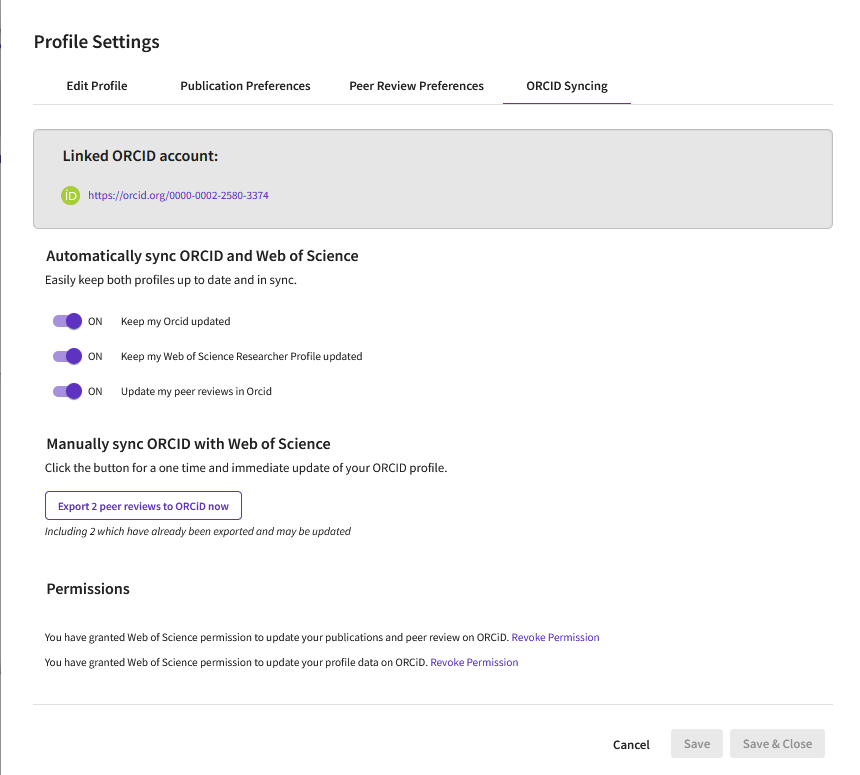 Profile Settings
Edit Profile Publication Preferences Peer Review Preferences ORCID Syncing
Linked ORCID account:
iD https://orcid.org/0000-0002-2580-3374
Automatically sync ORCID and Web of Science
Easily keep both profiles up to date and in sync.
ON Keep my Orcid updated
ON Keep my Web of Science Researcher Profile updated
ON Update my peer reviews in Orcid
Manually sync ORCID with Web of Science
Click the button for a one time and immediate update of your ORCID profile.
Export 2 peer reviews to ORCiD now
Including 2 which have already been exported and may be updated
Permissions
You have granted Web of Science permission to update your publications and peer review on ORCiD. Revoke Permission
You have granted Web of Science permission to update your profile data on ORCiD. Revoke Permission
Cancel Save Save & Close